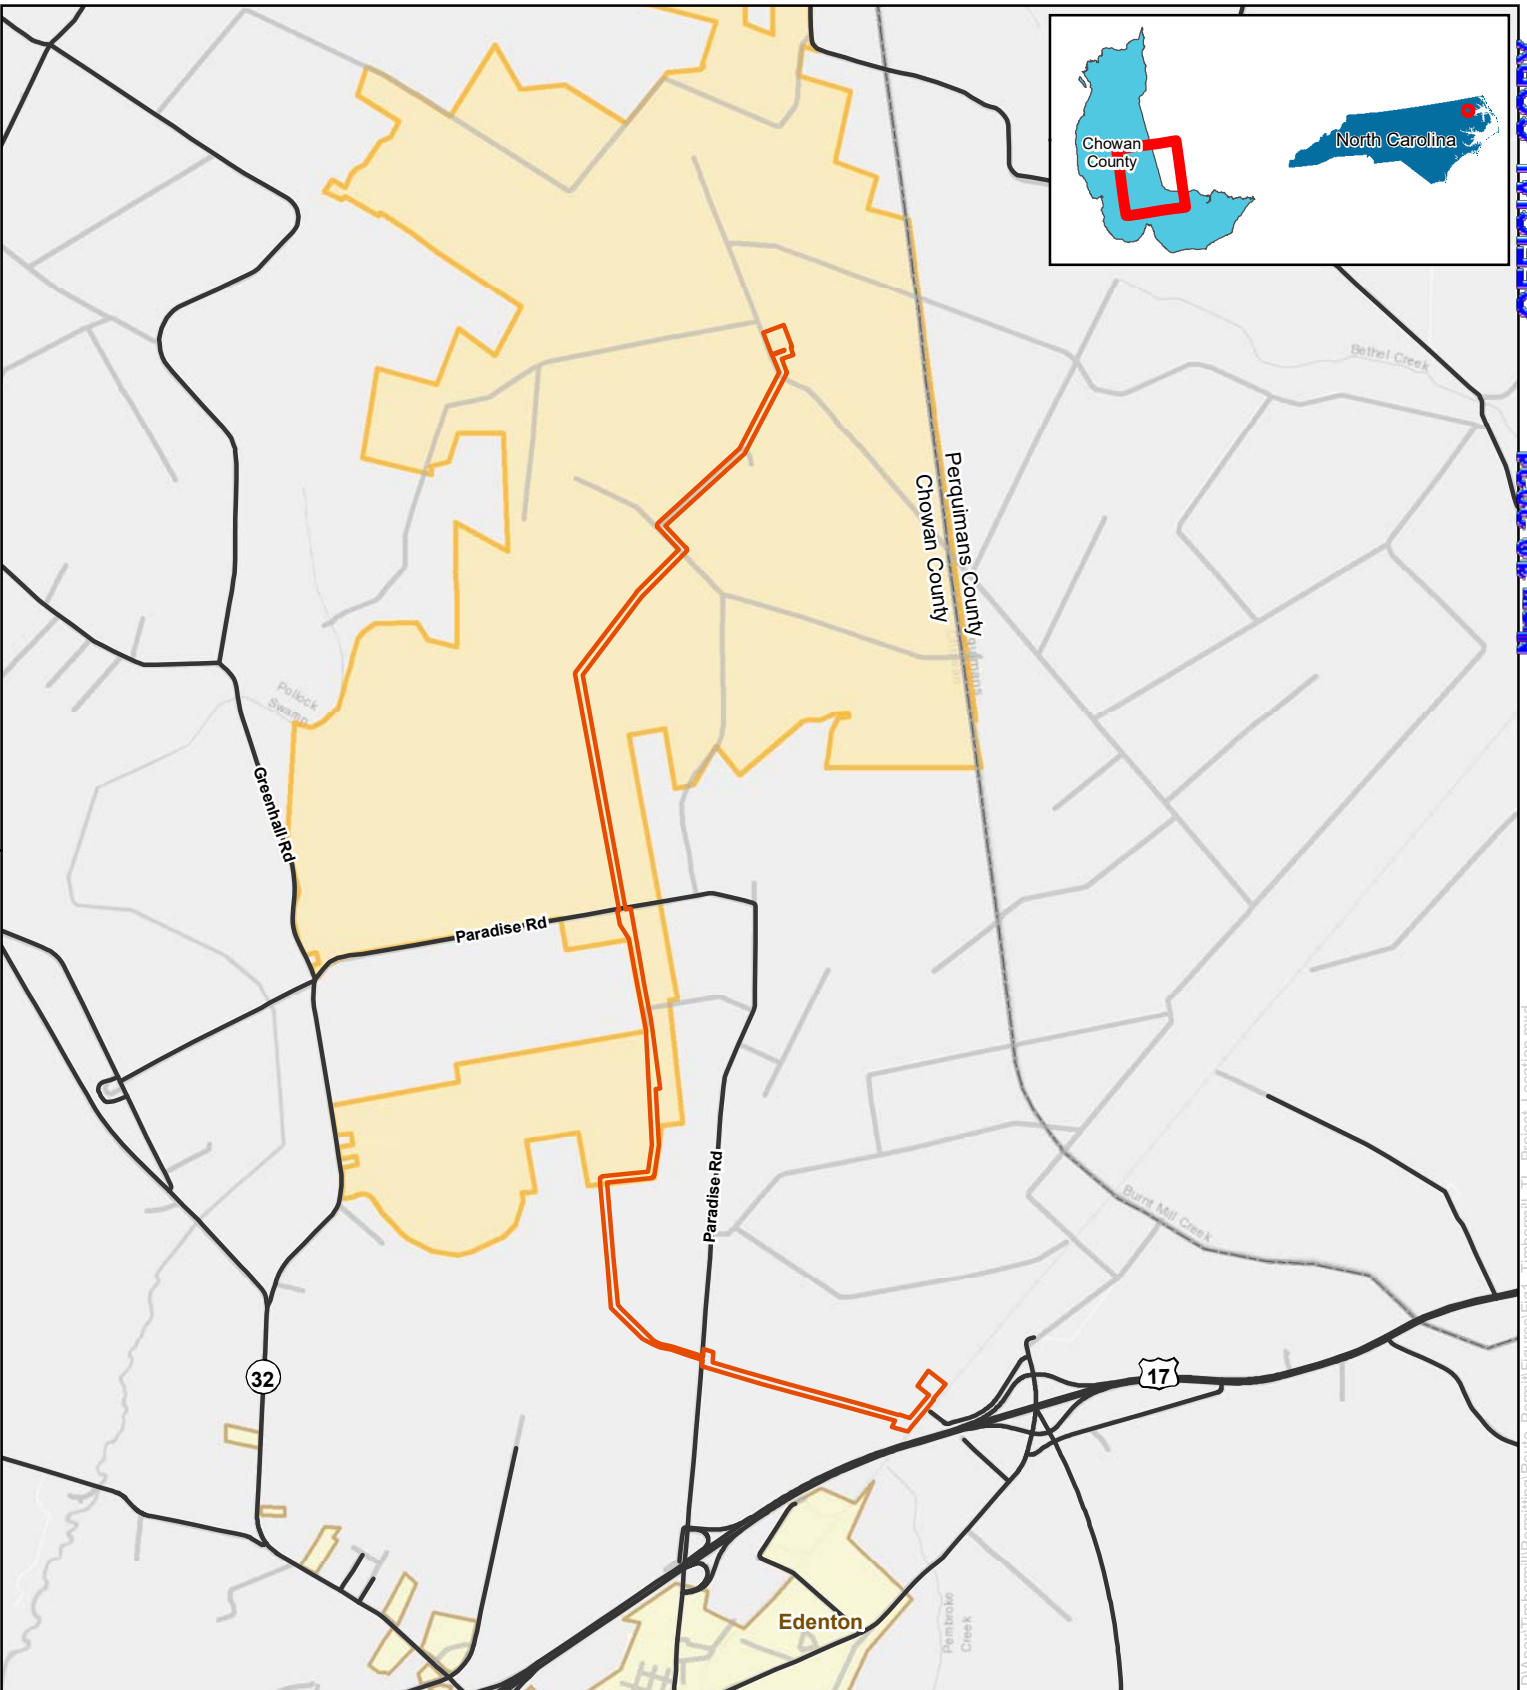 Chowan
County
North Carolina
Bethel Creek
Perquimans County
Chowan County
Pollock
Swamp
Greenhall Rd
Paradise Rd
Paradise Rd
Burnt Mill Creek
32
17
Edenton
Pembroke
Creek